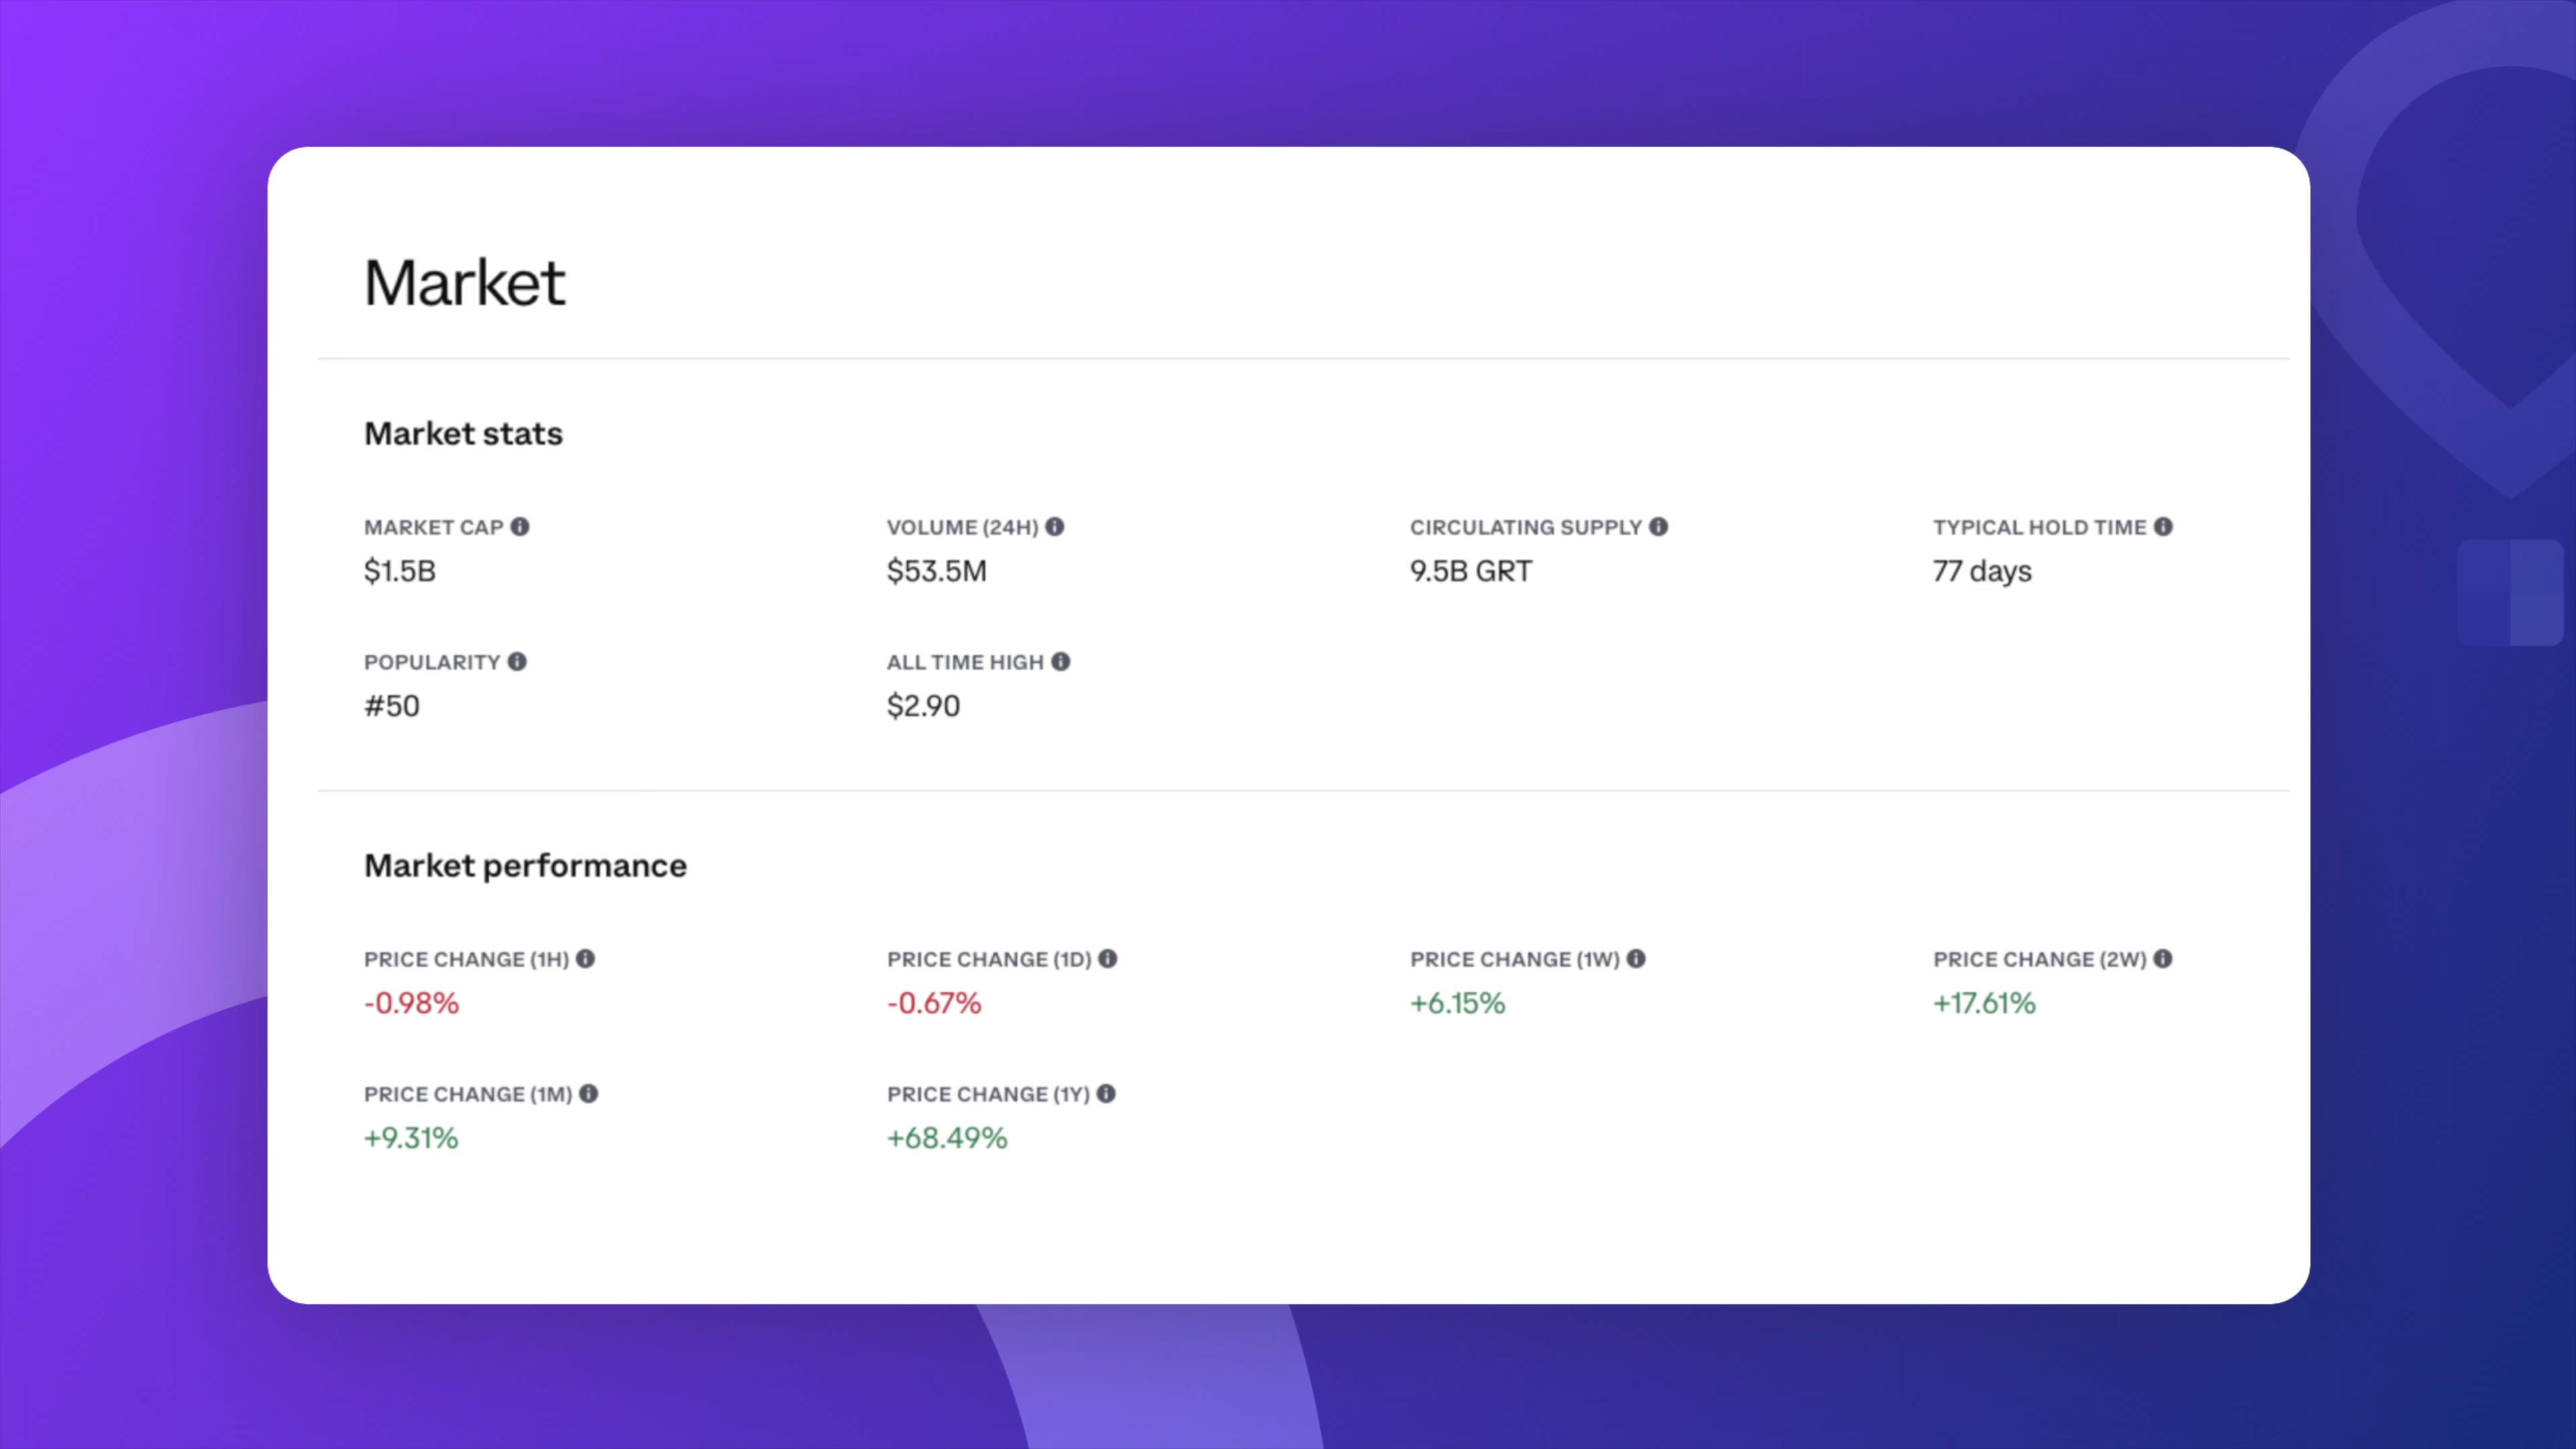 Market
Market stats
MARKET CAP VOLUME (24H) CIRCULATING SUPPLY TYPICAL HOLD TIME
$1.5B $53.5M 9.5B GRT 77 days
POPULARITY ALL TIME HIGH
#50 $2.90
Market performance
PRICE CHANGE (1H) PRICE CHANGE (1D) PRICE CHANGE (1W) PRICE CHANGE (2W)
-0.98% -0.67% +6.15% +17.61%
PRICE CHANGE (1M) PRICE CHANGE (1Y)
+9.31% +68.49%